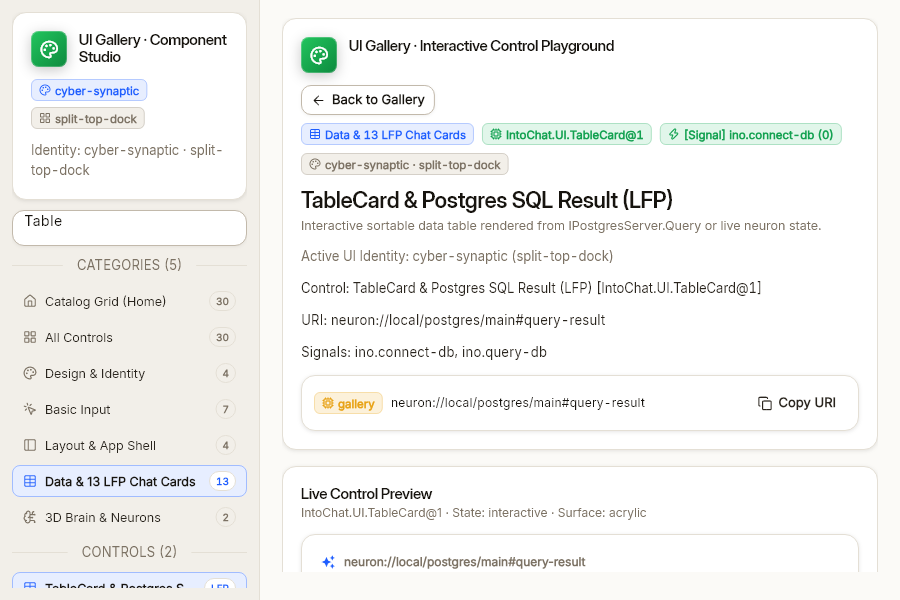 UI Gallery · Component
Studio
cyber-synaptic
split-top-dock
Identity: cyber-synaptic · split-
top-dock
Table
CATEGORIES (5)
Catalog Grid (Home) 30
All Controls 30
Design & Identity 4
Basic Input 7
Layout & App Shell 4
Data & 13 LFP Chat Cards 13
3D Brain & Neurons 2
CONTROLS (2)
TableCard & Postgres S LFP
UI Gallery · Interactive Control Playground
Back to Gallery
Data & 13 LFP Chat Cards IntoChat.UI.TableCard@1 [Signal] ino.connect-db (0)
cyber-synaptic · split-top-dock
TableCard & Postgres SQL Result (LFP)
Interactive sortable data table rendered from IPostgresServer.Query or live neuron state.
Active UI Identity: cyber-synaptic (split-top-dock)
Control: TableCard & Postgres SQL Result (LFP) [IntoChat.UI.TableCard@1]
URI: neuron://local/postgres/main#query-result
Signals: ino.connect-db, ino.query-db
gallery neuron://local/postgres/main#query-result Copy URI
Live Control Preview
IntoChat.UI.TableCard@1 · State: interactive · Surface: acrylic
neuron://local/postgres/main#query-result